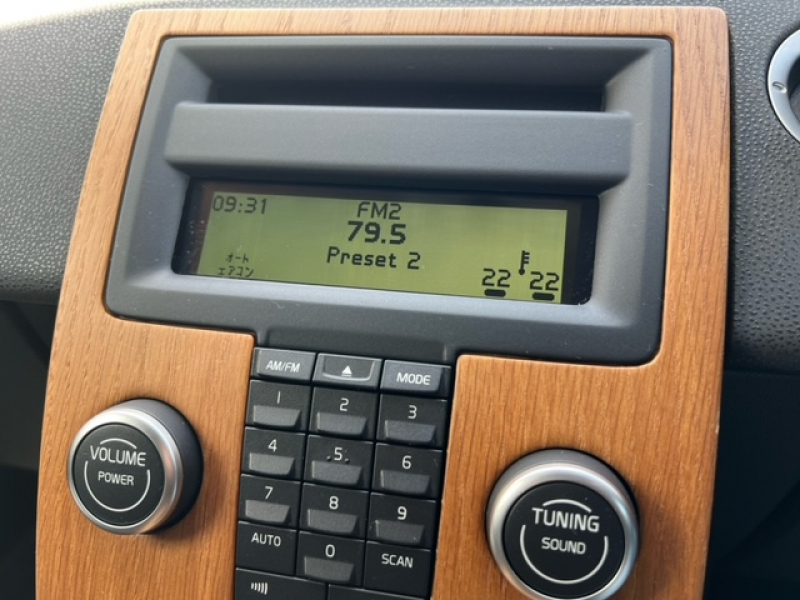 09:31
FM2
79.5
Preset 2
オート
エアコン
22 22
AM/FM
MODE
1 2 3
4 .5. 6
7 8 9
AUTO 0 SCAN
VOLUME
POWER
TUNING
SOUND